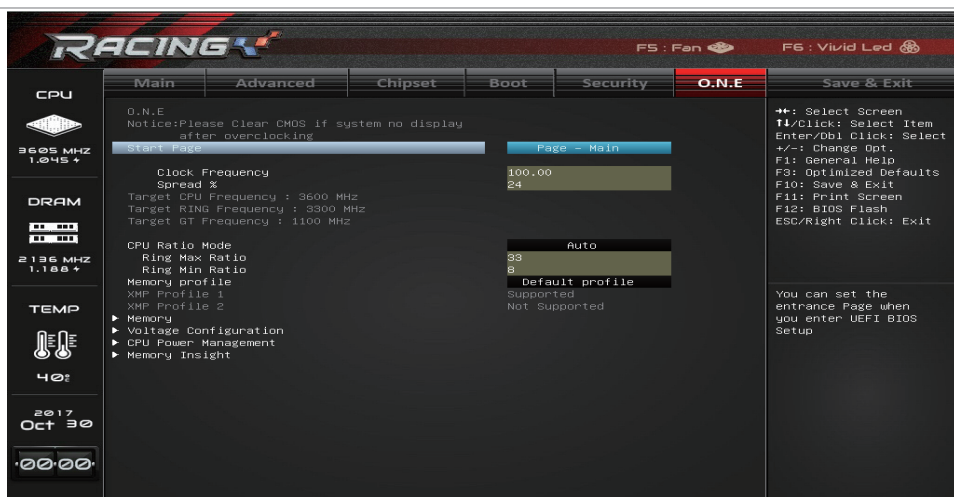 RACING
F5 : Fan
F6 : Vivid Led
Main Advanced Chipset Boot Security O.N.E Save & Exit
CPU
3605 MHZ
1.045
DRAM
2136 MHZ
1.188
TEMP
40
2017
Oct 30
00:00
O.N.E
Notice:Please Clear CMOS if system no display
after overclocking
Start Page Page - Main
Clock Frequency 100.00
Spread % 24
Target CPU Frequency : 3600 MHz
Target RING Frequency : 3300 MHz
Target GT Frequency : 1100 MHz
CPU Ratio Mode Auto
Ring Max Ratio 33
Ring Min Ratio 8
Memory profile Default profile
XMP Profile 1 Supported
XMP Profile 2 Not Supported
Memory
Voltage Configuration
CPU Power Management
Memory Insight
→←: Select Screen
↑↓/Click: Select Item
Enter/Dbl Click: Select
+/-: Change Opt.
F1: General Help
F3: Optimized Defaults
F10: Save & Exit
F11: Print Screen
F12: BIOS Flash
ESC/Right Click: Exit
You can set the
entrance Page when
you enter UEFI BIOS
Setup